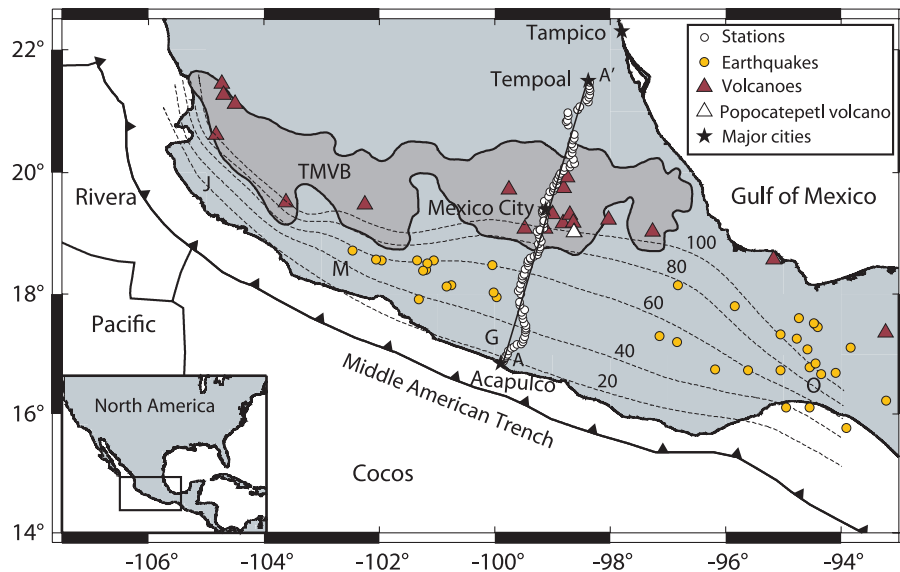 22°
20°
18°
16°
14°
-106°
-104°
-102°
-100°
-98°
-96°
-94°
Tampico
Tempoal
A'
Stations
Earthquakes
Volcanoes
Popocatepetl volcano
Major cities
TMVB
Mexico City
Gulf of Mexico
Rivera
J
M
G
A
O
100
80
60
40
20
Pacific
Acapulco
Middle American Trench
Cocos
North America